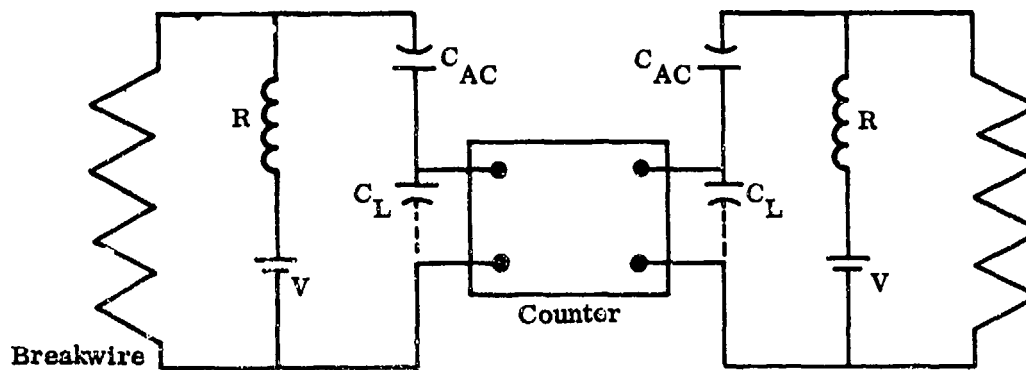 C_AC
C_AC
R
R
C_L
C_L
V
V
Counter
Breakwire